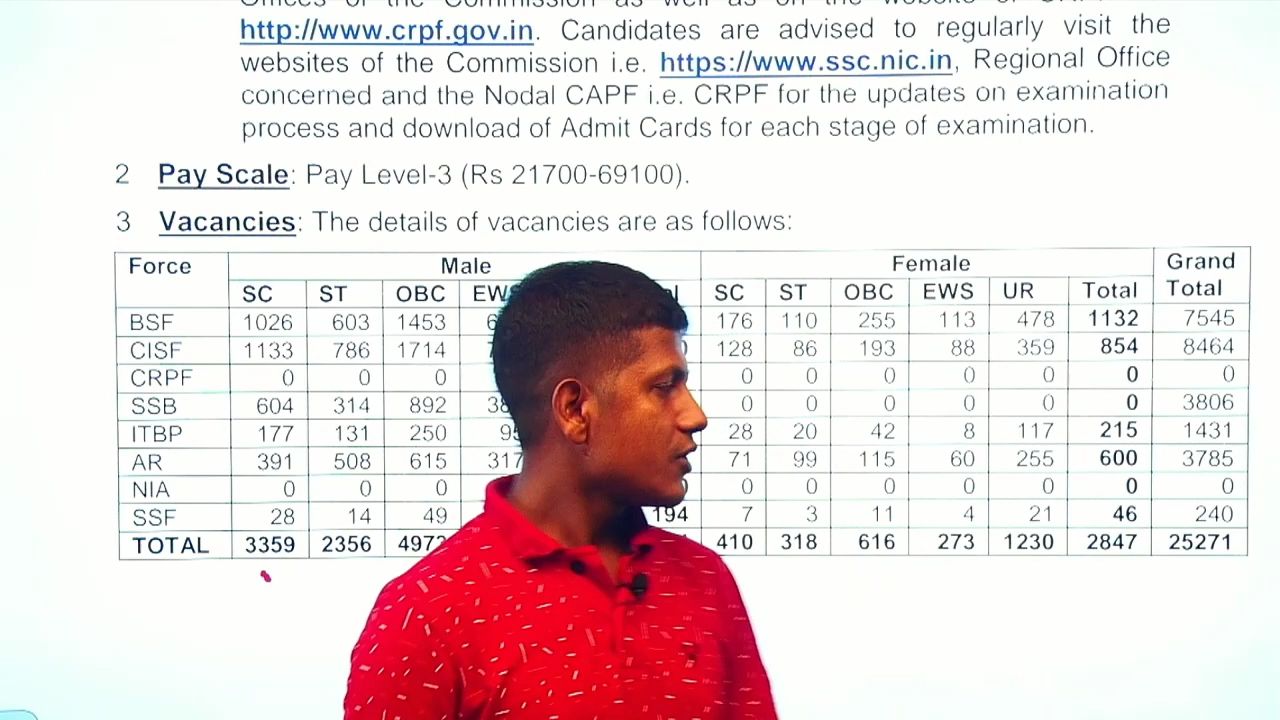 http://www.crpf.gov.in. Candidates are advised to regularly visit the
websites of the Commission i.e. https://www.ssc.nic.in, Regional Office
concerned and the Nodal CAPF i.e. CRPF for the updates on examination
process and download of Admit Cards for each stage of examination.
2 Pay Scale: Pay Level-3 (Rs 21700-69100).
3 Vacancies: The details of vacancies are as follows:
Force Male Female Grand Total
SC ST OBC SC ST OBC EWS UR Total
BSF 1026 603 1453 176 110 255 113 478 1132 7545
CISF 1133 786 1714 128 86 193 88 359 854 8464
CRPF 0 0 0 0 0 0 0 0 0 0
SSB 604 314 892 0 0 0 0 0 0 3806
ITBP 177 131 250 28 20 42 8 117 215 1431
AR 391 508 615 317 71 99 115 60 255 600 3785
NIA 0 0 0 0 0 0 0 0 0 0
SSF 28 14 49 194 7 3 11 4 21 46 240
TOTAL 3359 2356 410 318 616 273 1230 2847 25271